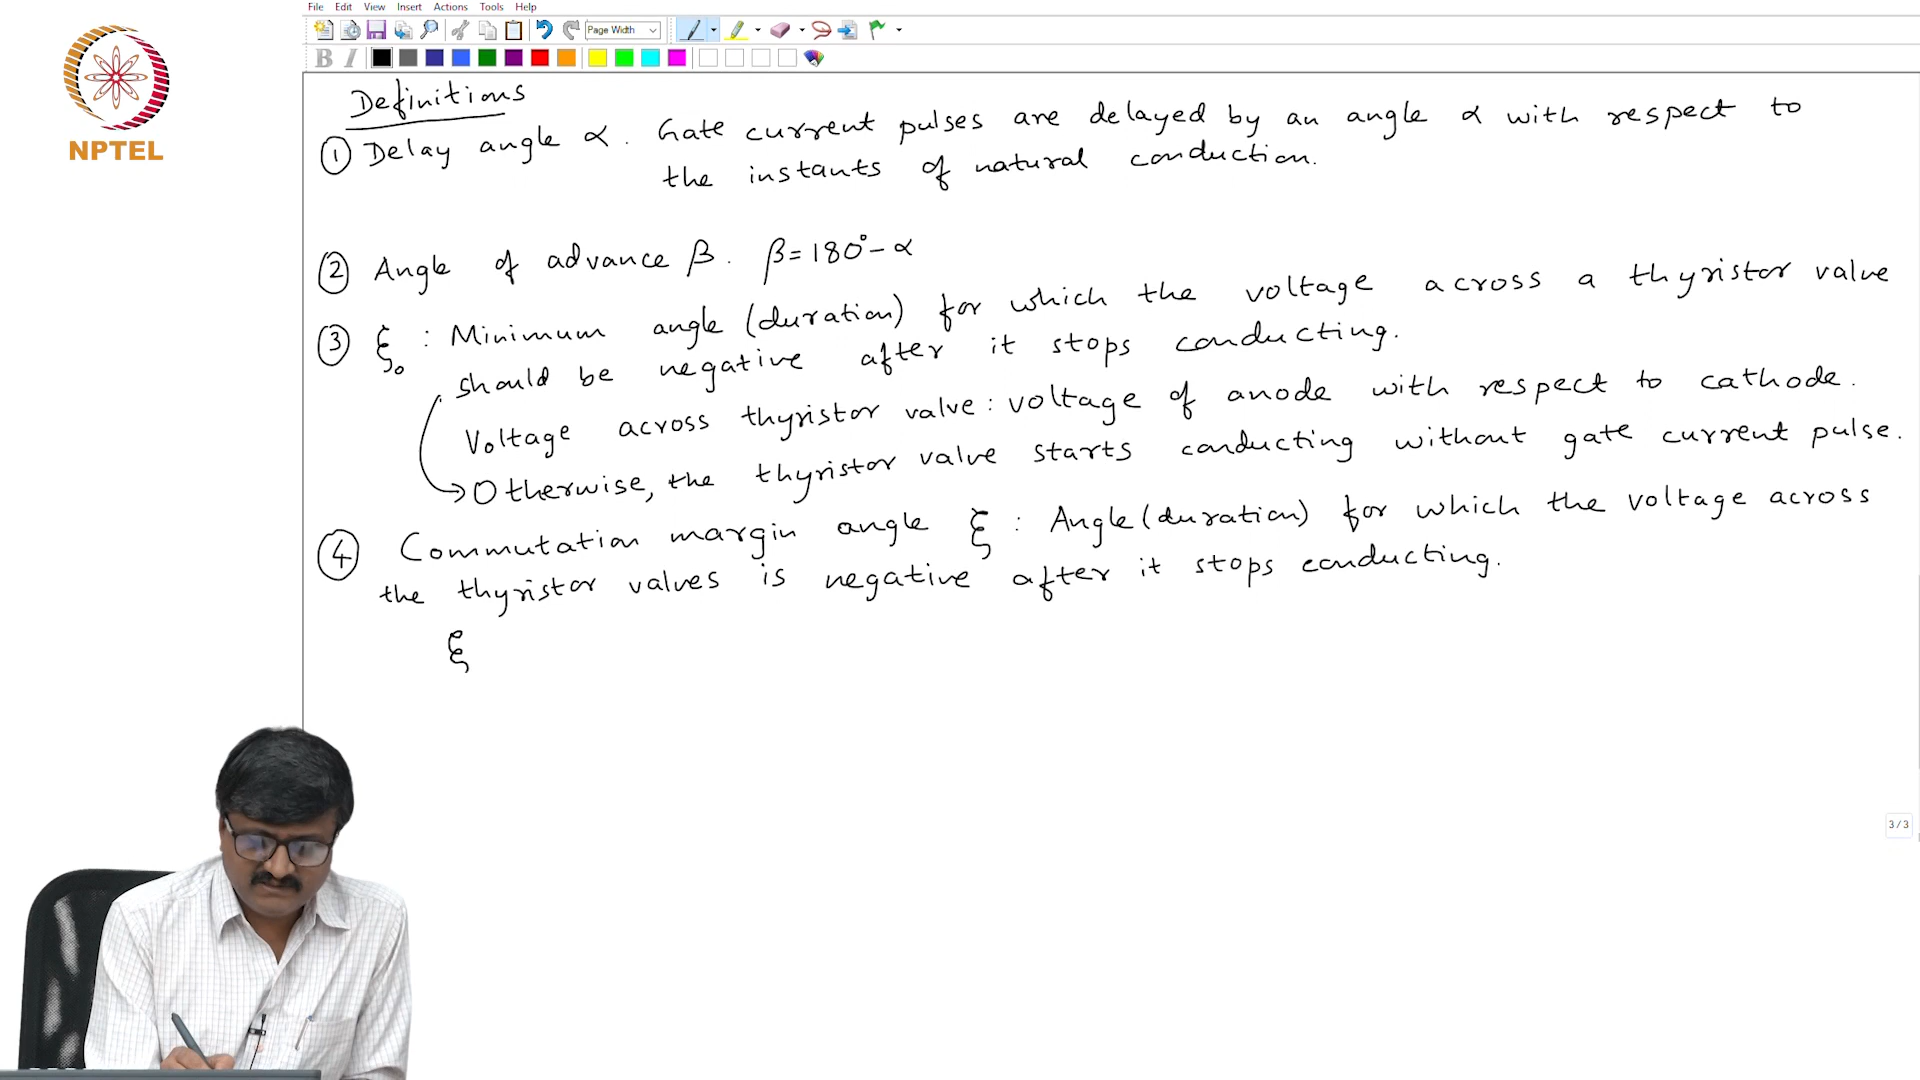 File Edit View Insert Actions Tools Help
Page Width
B I
NPTEL
Definitions
① Delay angle α. Gate current pulses are delayed by an angle α with respect to
the instants of natural conduction.
② Angle of advance β. β = 180° - α
③ ξ₀ : Minimum angle (duration) for which the voltage across a thyristor valve
should be negative after it stops conducting.
Voltage across thyristor valve: voltage of anode with respect to cathode.
→ Otherwise, the thyristor valve starts conducting without gate current pulse.
④ Commutation margin angle ξ : Angle (duration) for which the voltage across
the thyristor valves is negative after it stops conducting.
ξ
3 / 3